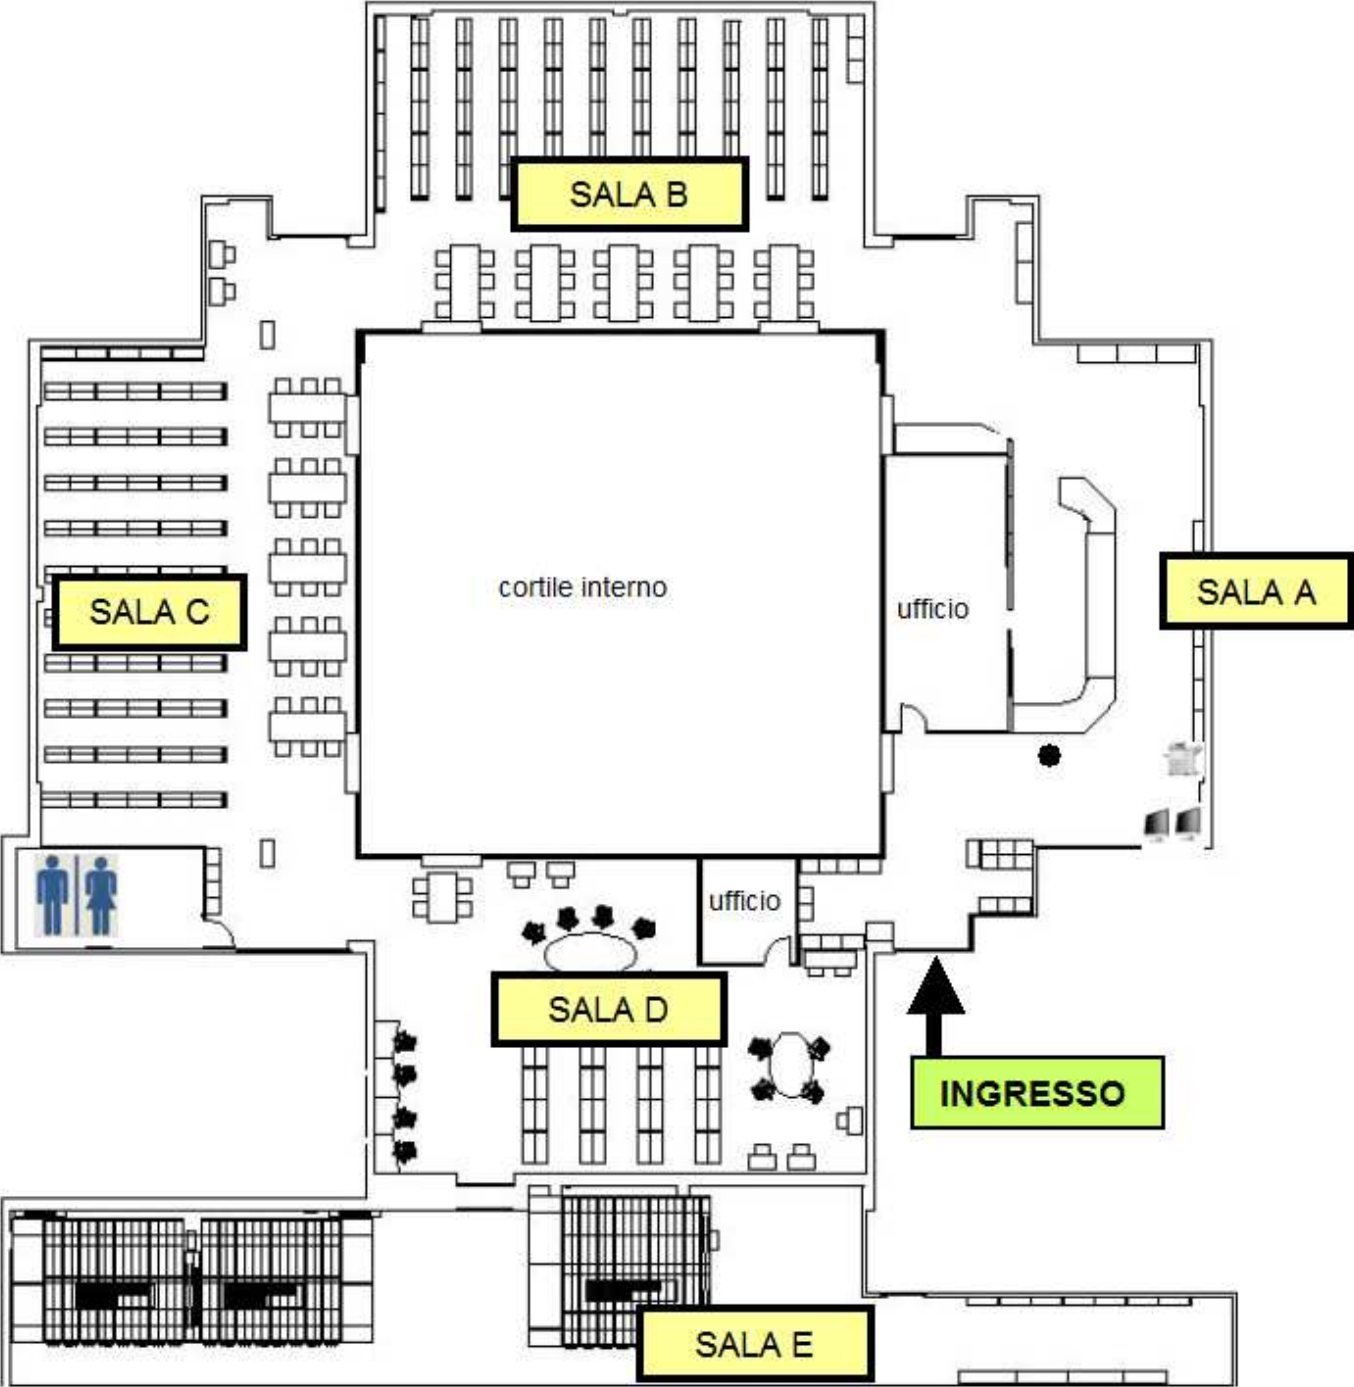 SALA B
cortile interno
ufficio
SALA A
SALA C
ufficio
SALA D
INGRESSO
SALA E